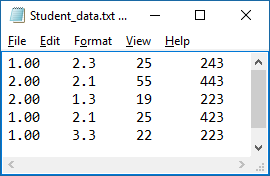 Student_data.txt ...
File Edit Format View Help
1.00 2.3 25 243
2.00 2.1 55 443
2.00 1.3 19 223
1.00 2.1 25 423
1.00 3.3 22 223